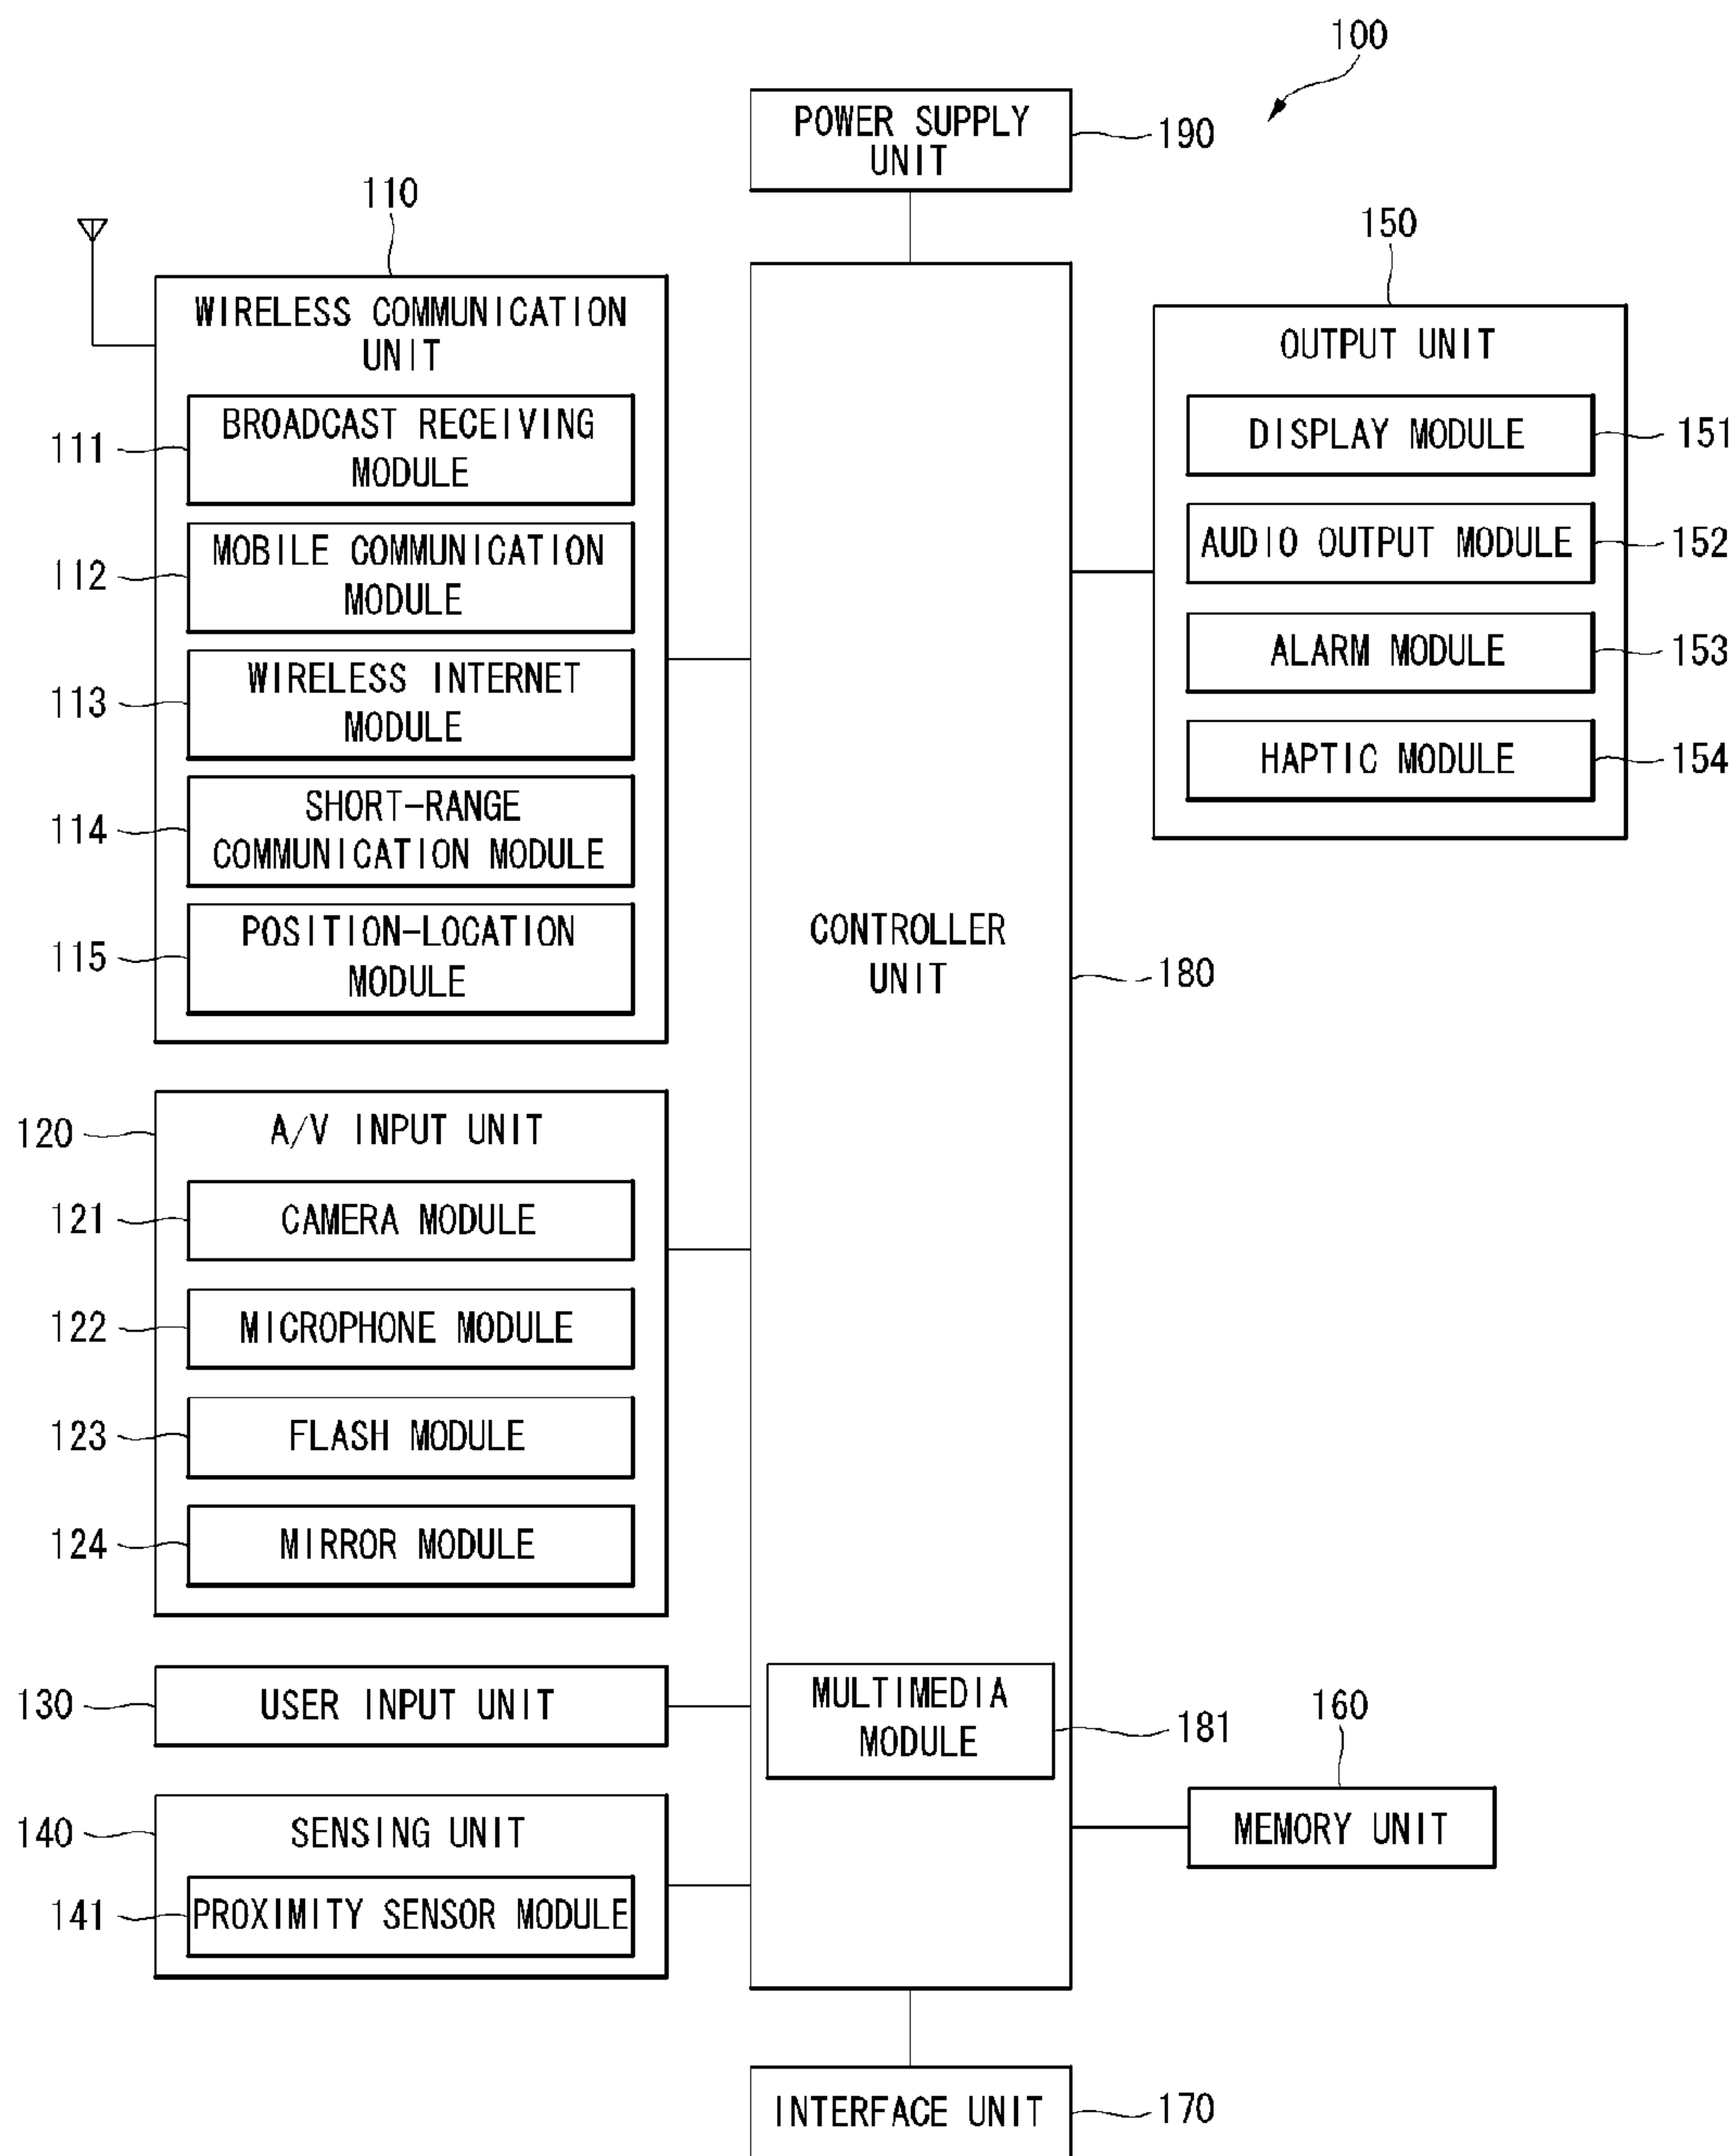 100
POWER SUPPLY
UNIT
190
110
WIRELESS COMMUNICATION
UNIT
111
BROADCAST RECEIVING
MODULE
112
MOBILE COMMUNICATION
MODULE
113
WIRELESS INTERNET
MODULE
114
SHORT-RANGE
COMMUNICATION MODULE
115
POSITION-LOCATION
MODULE
120
A/V INPUT UNIT
121
CAMERA MODULE
122
MICROPHONE MODULE
123
FLASH MODULE
124
MIRROR MODULE
130
USER INPUT UNIT
140
SENSING UNIT
141
PROXIMITY SENSOR MODULE
CONTROLLER
UNIT
180
MULTIMEDIA
MODULE
181
150
OUTPUT UNIT
DISPLAY MODULE
151
AUDIO OUTPUT MODULE
152
ALARM MODULE
153
HAPTIC MODULE
154
160
MEMORY UNIT
INTERFACE UNIT
170